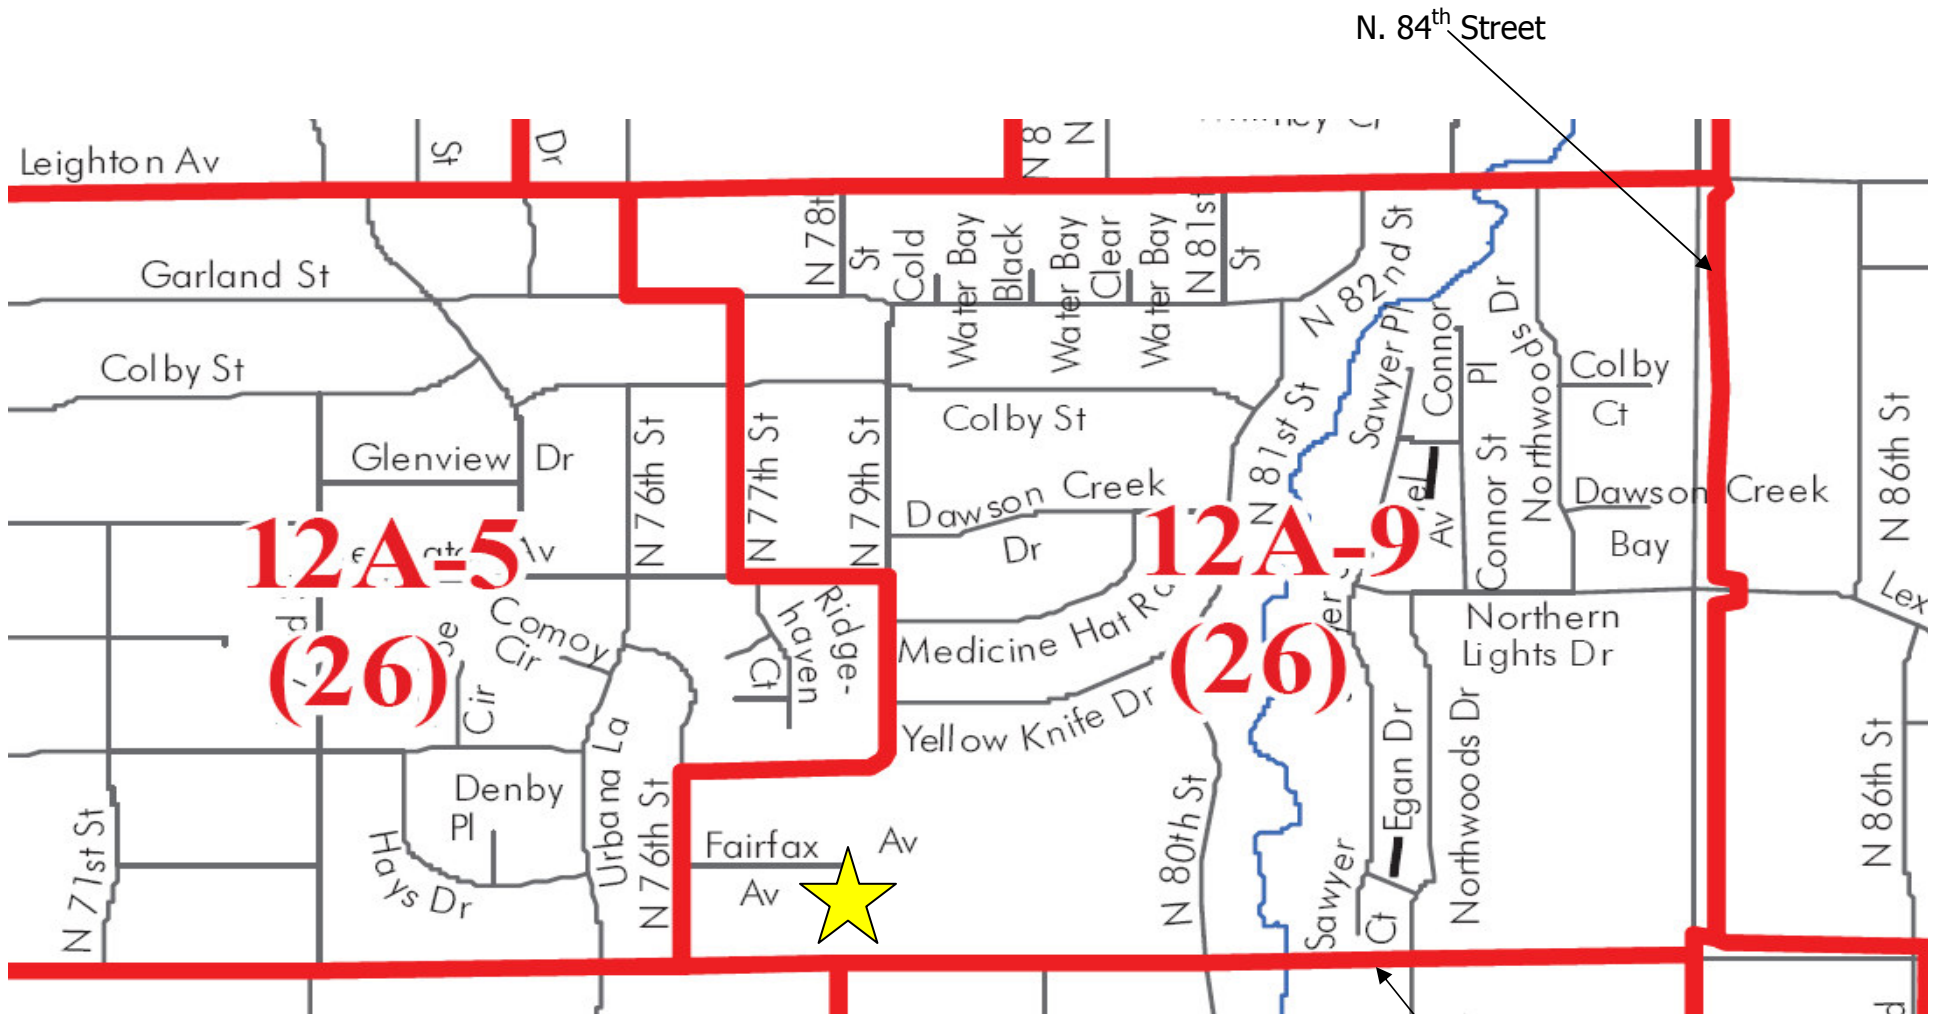 N. 84th Street
Leighton Av
St
Dr
N 8
N
Garland St
N 78t
St
Cold
Water Bay
Black
Water Bay
Clear
Water Bay
N 81st
St
N 82nd St
Colby St
Colby St
Sawyer Pl
Connor
Pl
Northwoods Dr
Colby
Ct
Glenview Dr
N 76th St
N 77th St
N 79th St
N 81st St
N 86th St
Dawson Creek
Dr
Dawson Creek
Bay
Connor St
Av
12A-5
(26)
Av
12A-9
(26)
Comoy
Cir
Cir
Ridge-
haven
Ct
Medicine Hat
Yellow Knife Dr
Northern
Lights Dr
Lex
Denby
Pl
Hays Dr
Urbana La
N 76th St
N 71st St
Fairfax
Av
Av
N 80th St
Egan Dr
Sawyer
Ct
Northwoods Dr
N 86th St